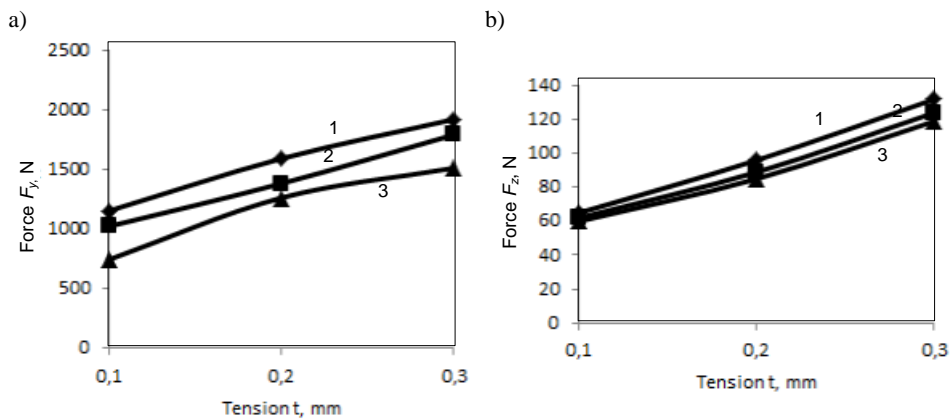 a)
2500
2000
1500
1000
500
0
0,1 0,2 0,3
Force Fy, N
Tension t, mm
1
2
3
b)
140
120
100
80
60
40
20
0
0,1 0,2 0,3
Force Fz, N
Tension t, mm
1
2
3